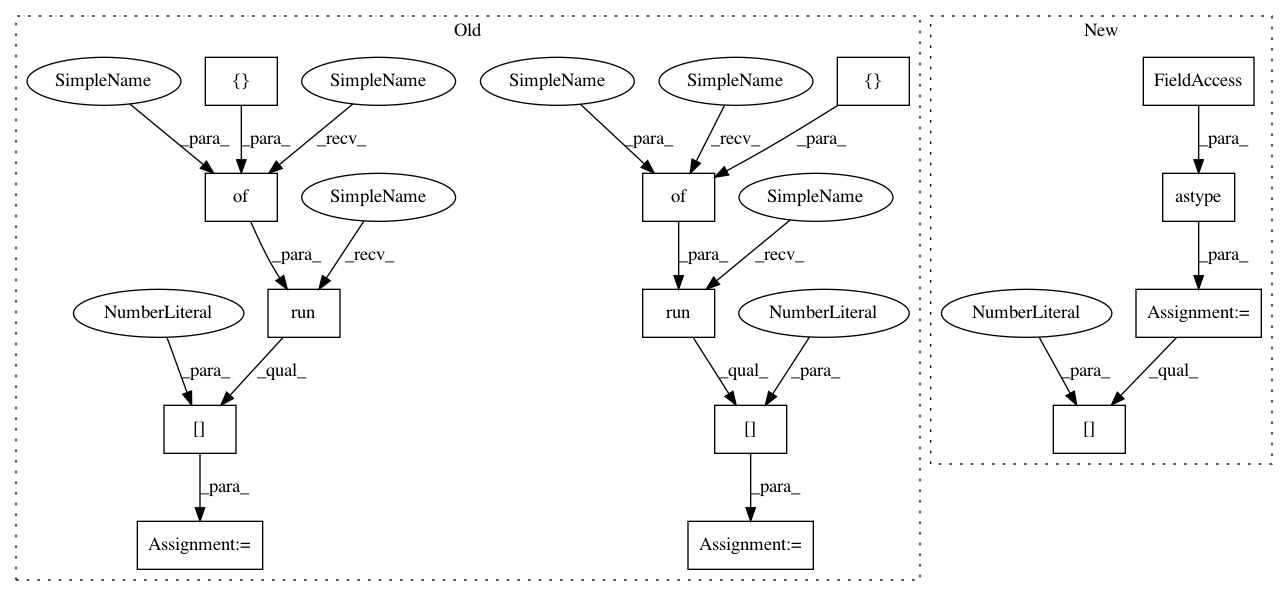 Old
New
SimpleName
{}
SimpleName
SimpleName
SimpleName
{}
FieldAccess
_para_
_para_
_recv_
_para_
_recv_
_para_
_para_
of
SimpleName
of
SimpleName
astype
_para_
_recv_
_para_
_recv_
_para_
NumberLiteral
run
run
NumberLiteral
NumberLiteral
Assignment:=
_para_
_qual_
_qual_
_para_
_para_
_qual_
[]
[]
[]
_para_
_para_
Assignment:=
Assignment:=